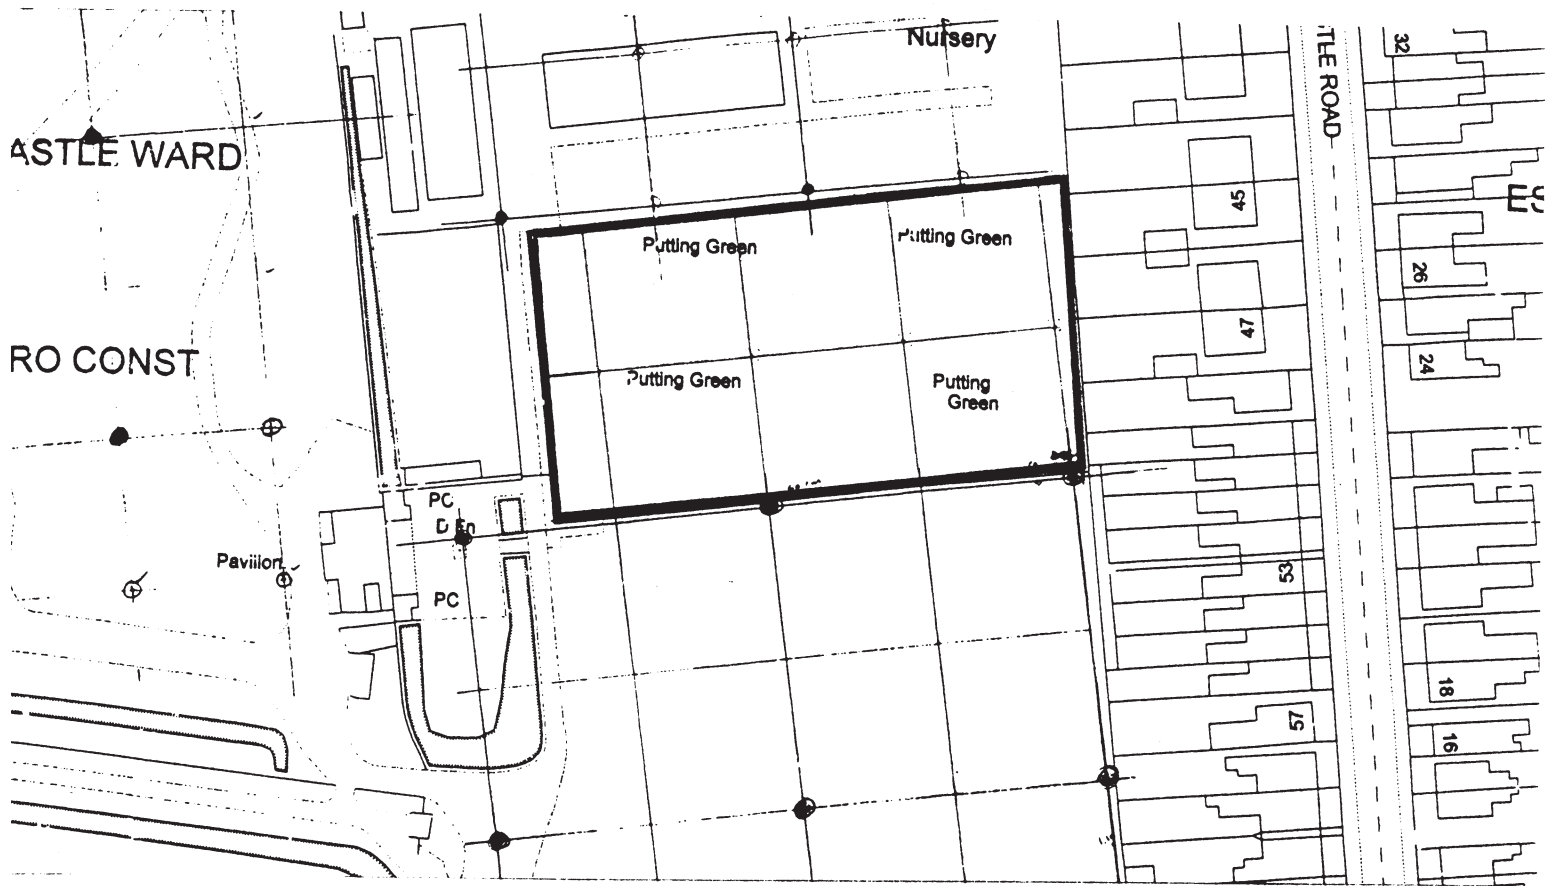 Nursery
TLE ROAD
32
ASTLE WARD
45
ES
Putting Green
Putting Green
26
47
RO CONST
24
Putting Green
Putting
Green
PC
Pavilion
53
PC
18
57
16